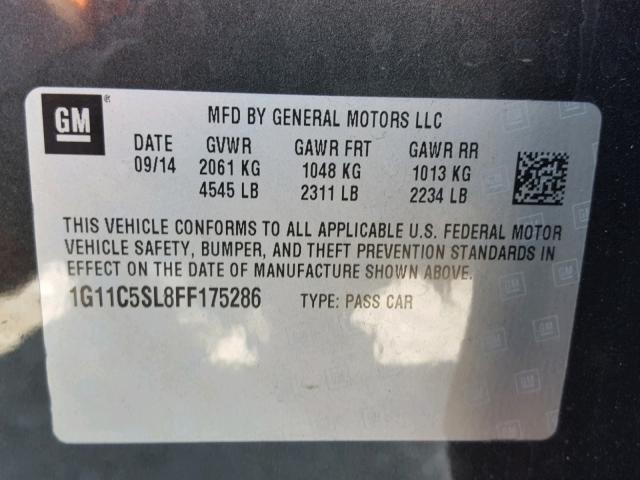 GM ®
MFD BY GENERAL MOTORS LLC
DATE GVWR GAWR FRT GAWR RR
09/14 2061 KG 1048 KG 1013 KG
4545 LB 2311 LB 2234 LB
THIS VEHICLE CONFORMS TO ALL APPLICABLE U.S. FEDERAL MOTOR
VEHICLE SAFETY, BUMPER, AND THEFT PREVENTION STANDARDS IN
EFFECT ON THE DATE OF MANUFACTURE SHOWN ABOVE.
1G11C5SL8FF175286 TYPE: PASS CAR